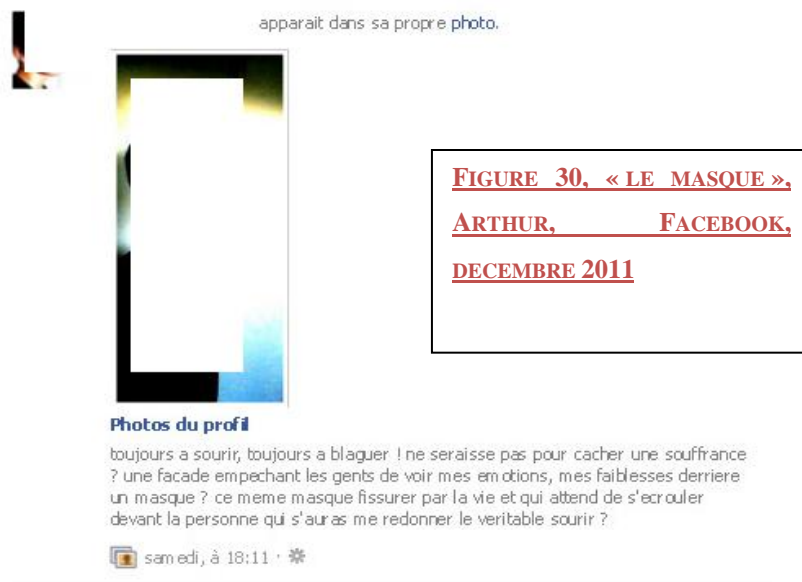 apparait dans sa propre photo.
FIGURE 30, « LE MASQUE »,
ARTHUR, FACEBOOK,
DECEMBRE 2011
Photos du profil
toujours a sourir, toujours a blaguer ! ne seraisse pas pour cacher une souffrance
? une facade empechant les gents de voir mes emotions, mes faiblesses derriere
un masque ? ce meme masque fissurer par la vie et qui attend de s'ecrouler
devant la personne qui s'auras me redonner le veritable sourir ?
samedi, à 18:11 ·